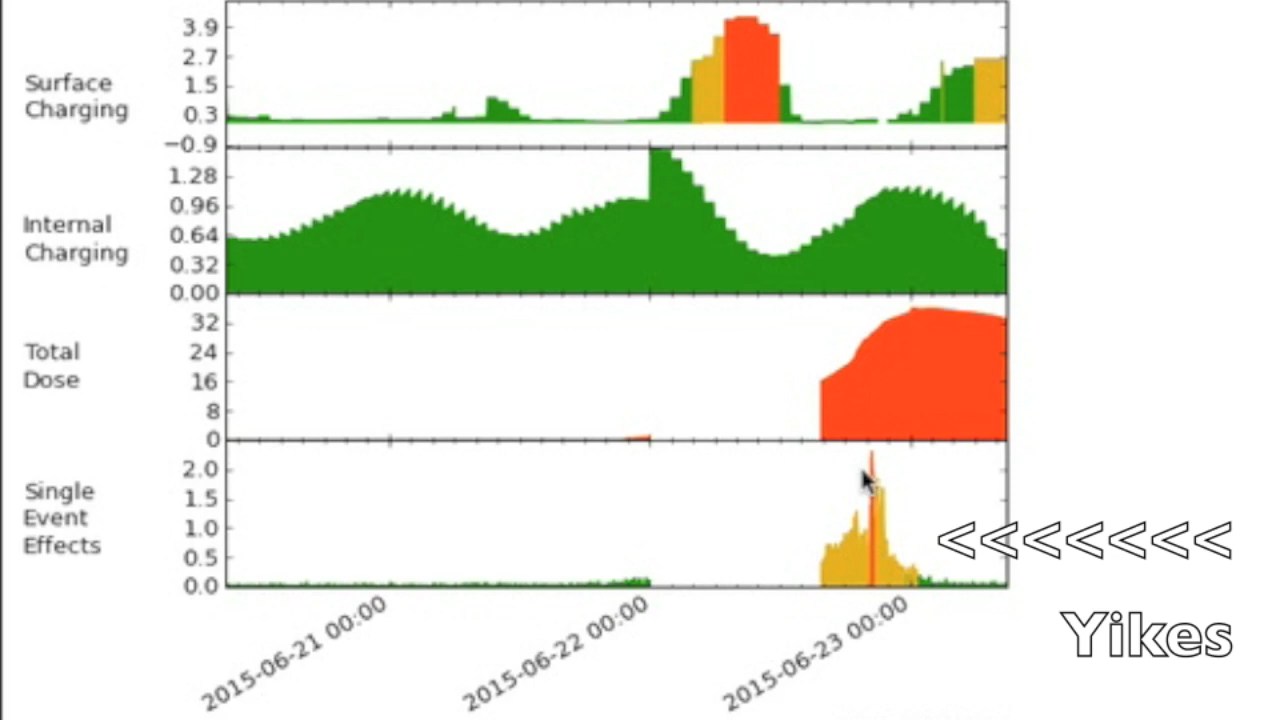 3.9
2.7
1.5
0.3
−0.9
Surface
Charging
1.28
0.96
0.64
0.32
0.00
Internal
Charging
32
24
16
8
0
Total
Dose
2.0
1.5
1.0
0.5
0.0
Single
Event
Effects
<<<<<<<
Yikes
2015-06-21 00:00
2015-06-22 00:00
2015-06-23 00:00